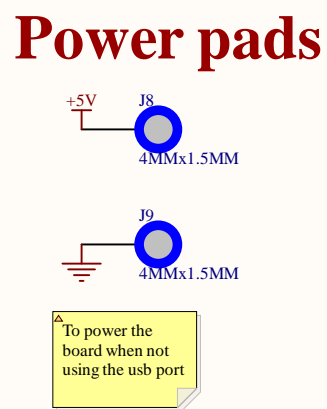 Power pads
+5V
J8
4MMx1.5MM
J9
4MMx1.5MM
To power the
board when not
using the usb port